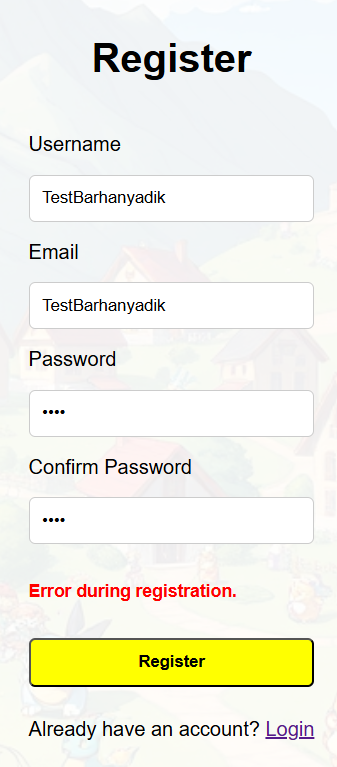 Register
Username
TestBarhanyadik
Email
TestBarhanyadik
Password
••••
Confirm Password
••••
Error during registration.
Register
Already have an account? Login